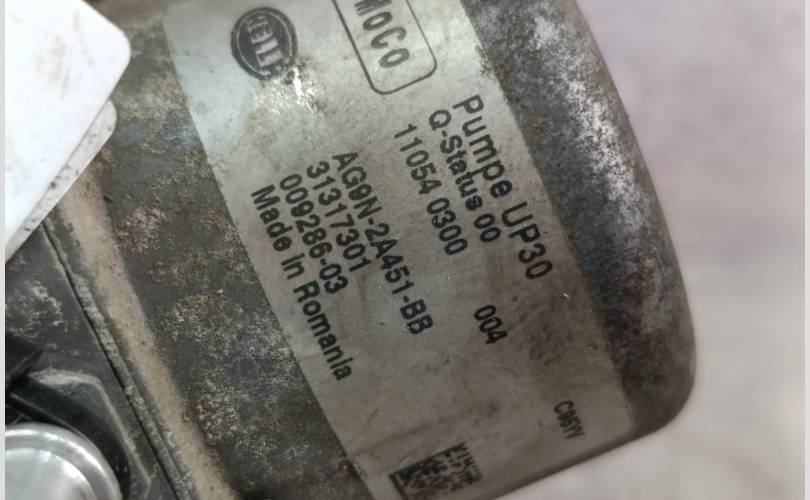 HELLA
MoCo
Pumpe UP30
Q-Status 00
11054 0300
004
AG9N-2A451-BB
31317301
009286-03
Made in Romania